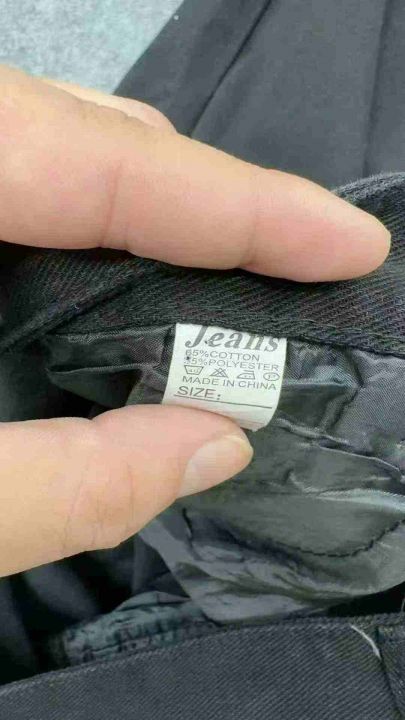 Jeans
65%COTTON
35%POLYESTER
MADE IN CHINA
SIZE: